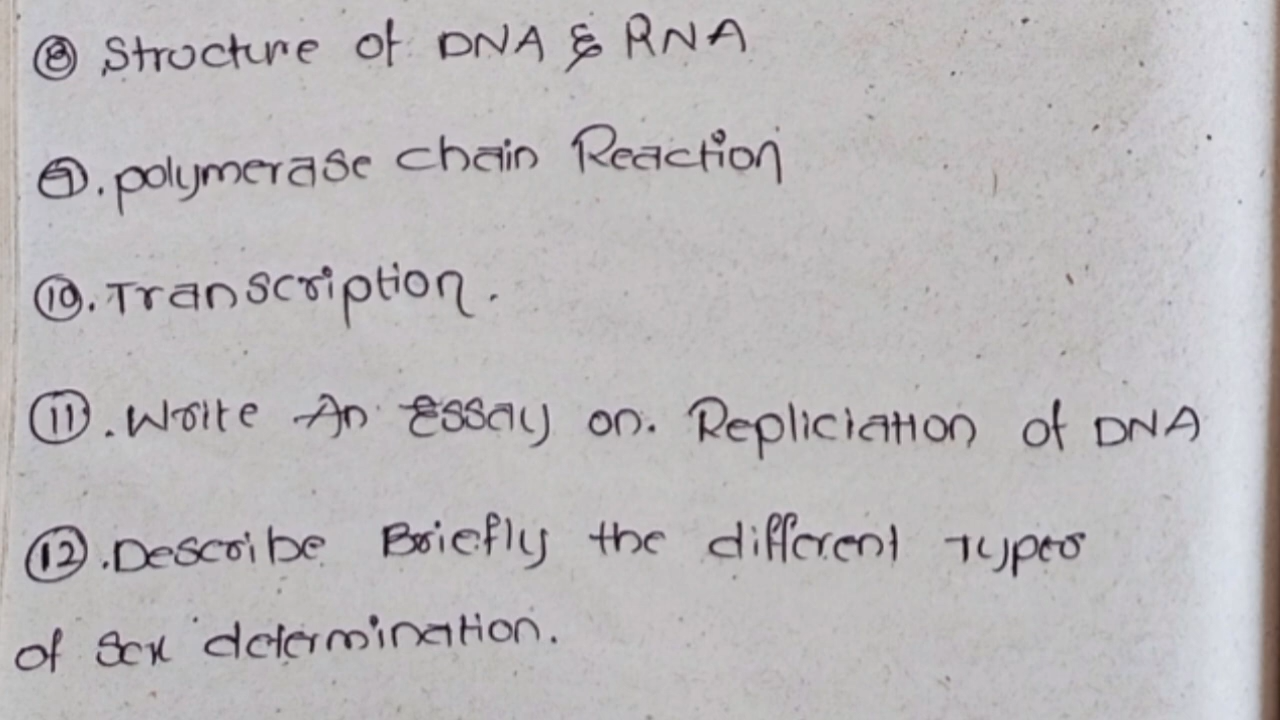 ⑧ Structure of DNA & RNA
⑨. polymerase chain Reaction
⑩. Transcription.
⑪. Write An Essay on. Repliciation of DNA
⑫. Describe Briefly the different Types
of Sex determination.